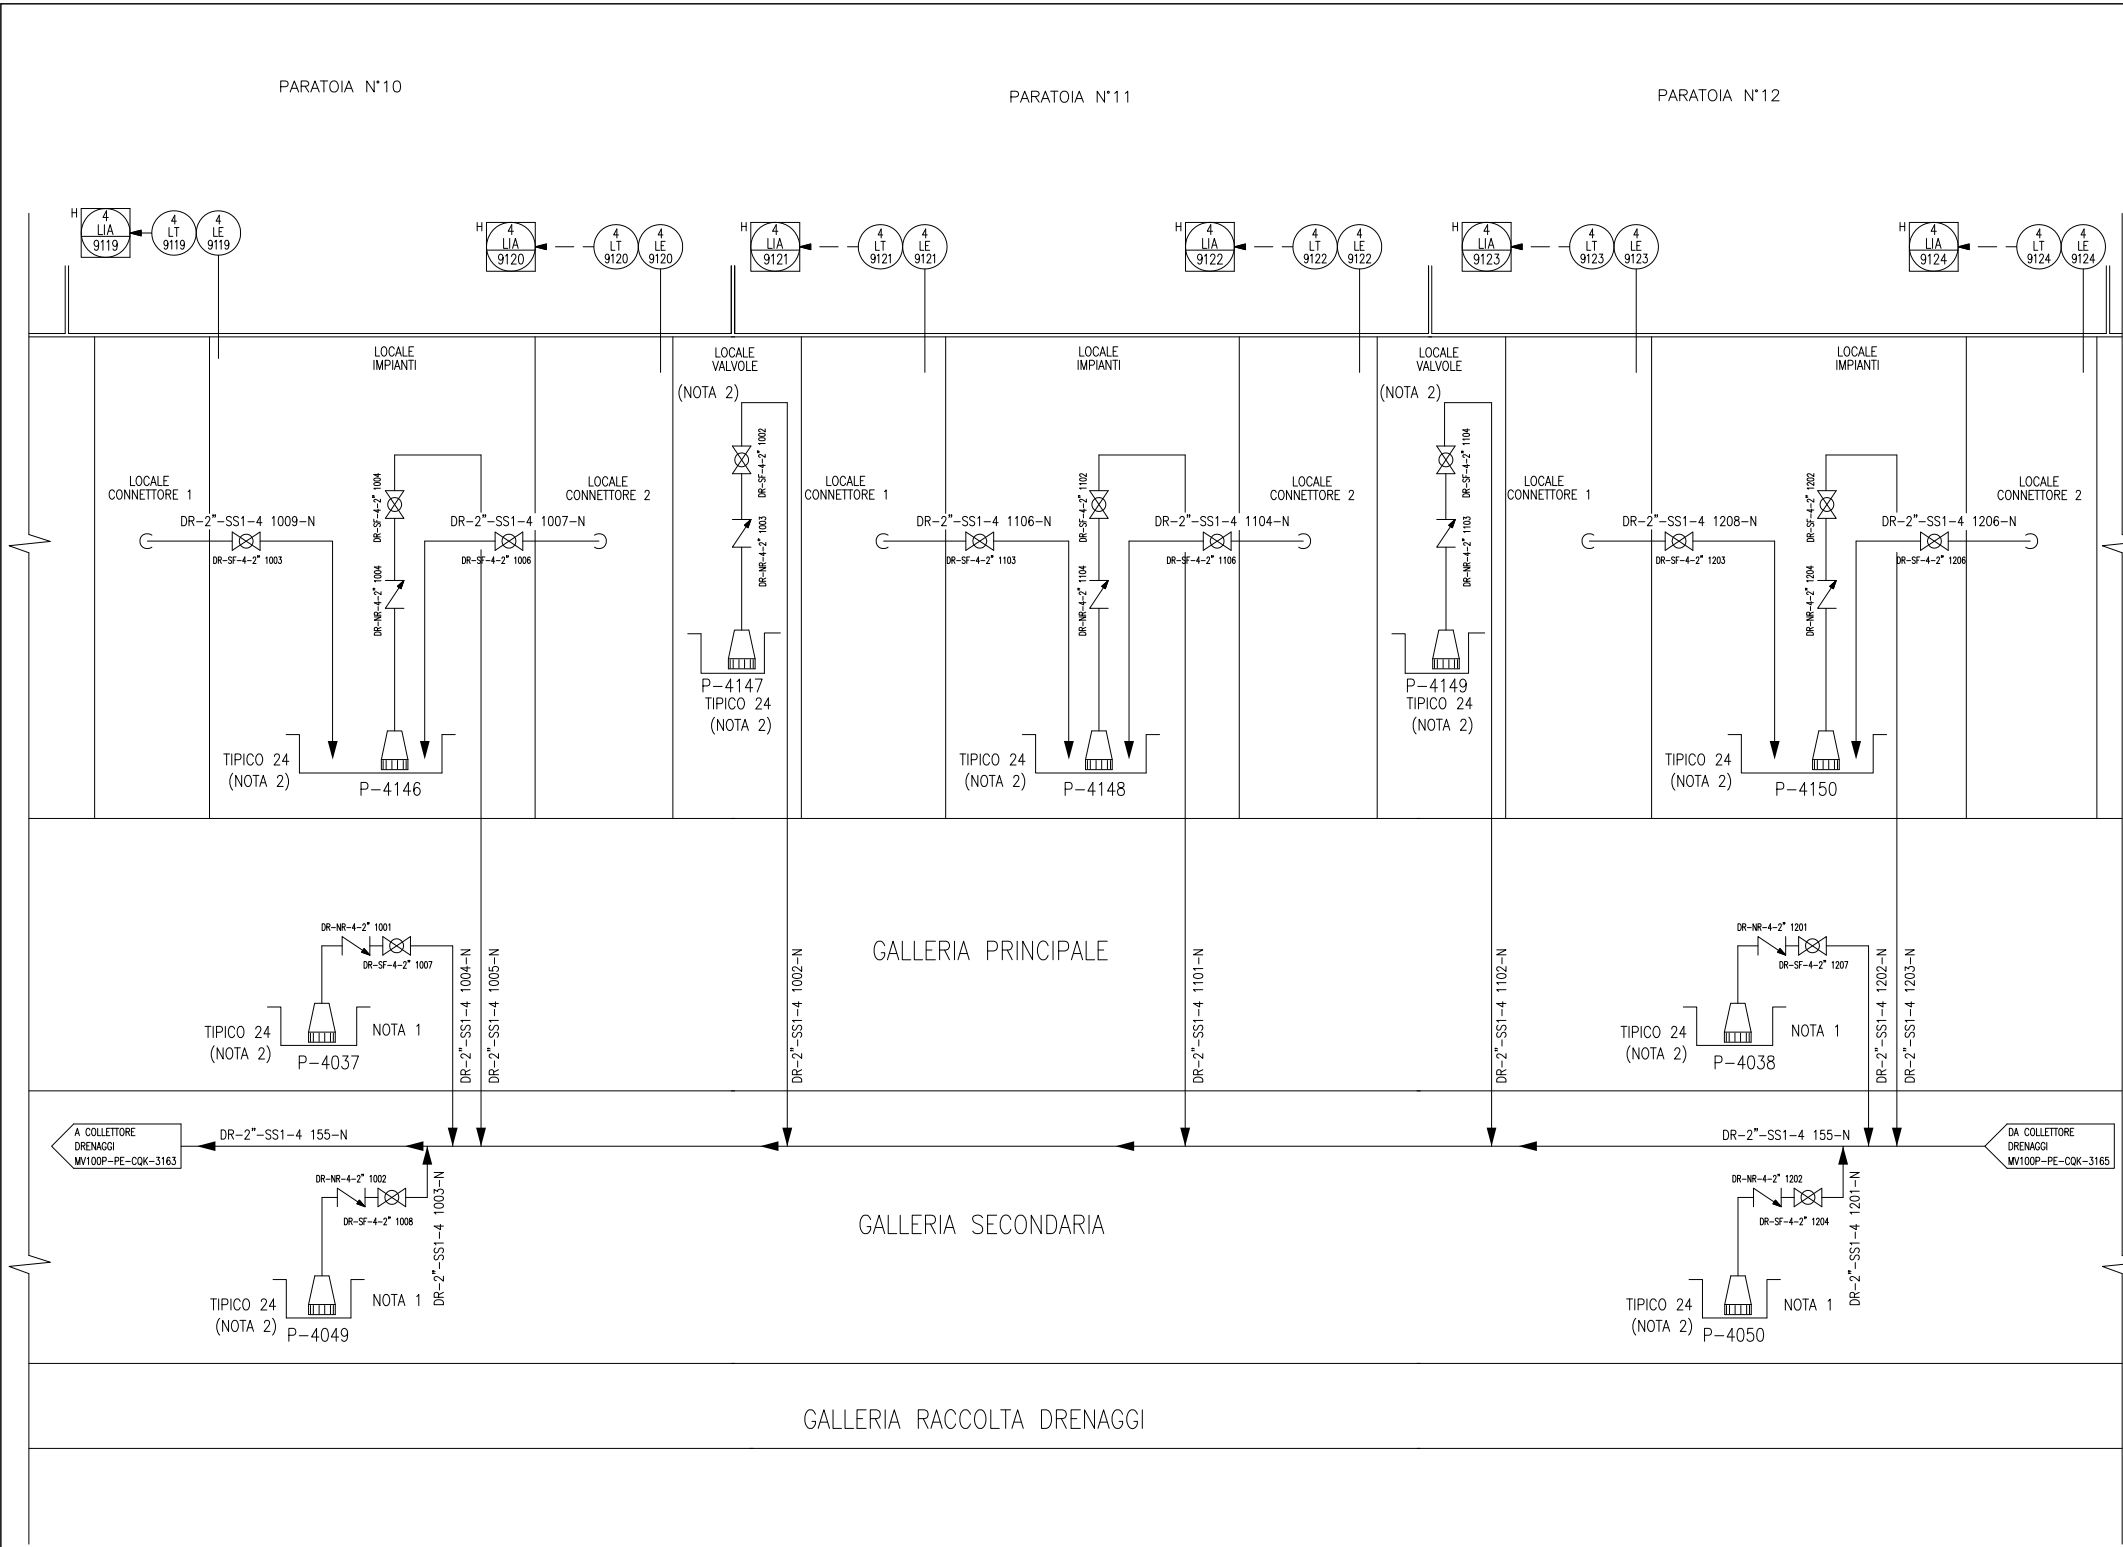 PARATOIA N°10
PARATOIA N°11
PARATOIA N°12
H
4
LIA
9119
4
LT
9119
4
LE
9119
H
4
LIA
9120
4
LT
9120
4
LE
9120
H
4
LIA
9121
4
LT
9121
4
LE
9121
H
4
LIA
9122
4
LT
9122
4
LE
9122
H
4
LIA
9123
4
LT
9123
4
LE
9123
H
4
LIA
9124
4
LT
9124
4
LE
9124
LOCALE
IMPIANTI
LOCALE
VALVOLE
(NOTA 2)
LOCALE
IMPIANTI
LOCALE
VALVOLE
(NOTA 2)
LOCALE
IMPIANTI
LOCALE
CONNETTORE 1
DR-2"-SS1-4 1009-N
DR-SF-4-2" 1003
DR-SF-4-2" 1004
DR-NR-4-2" 1004
DR-2"-SS1-4 1007-N
DR-SF-4-2" 1006
LOCALE
CONNETTORE 2
DR-SF-4-2" 1002
DR-NR-4-2" 1003
P-4147
TIPICO 24
(NOTA 2)
LOCALE
CONNETTORE 1
DR-2"-SS1-4 1106-N
DR-SF-4-2" 1103
DR-SF-4-2" 1102
DR-NR-4-2" 1104
DR-2"-SS1-4 1104-N
DR-SF-4-2" 1106
LOCALE
CONNETTORE 2
DR-SF-4-2" 1104
DR-NR-4-2" 1103
P-4149
TIPICO 24
(NOTA 2)
LOCALE
CONNETTORE 1
DR-2"-SS1-4 1208-N
DR-SF-4-2" 1203
DR-SF-4-2" 1202
DR-NR-4-2" 1204
DR-2"-SS1-4 1206-N
DR-SF-4-2" 1206
LOCALE
CONNETTORE 2
TIPICO 24
(NOTA 2)
P-4146
TIPICO 24
(NOTA 2)
P-4148
TIPICO 24
(NOTA 2)
P-4150
DR-NR-4-2" 1001
DR-SF-4-2" 1007
TIPICO 24
(NOTA 2)
NOTA 1
P-4037
DR-2"-SS1-4 1004-N
DR-2"-SS1-4 1005-N
DR-2"-SS1-4 1002-N
GALLERIA PRINCIPALE
DR-2"-SS1-4 1101-N
DR-2"-SS1-4 1102-N
DR-NR-4-2" 1201
DR-SF-4-2" 1207
TIPICO 24
(NOTA 2)
NOTA 1
P-4038
DR-2"-SS1-4 1202-N
DR-2"-SS1-4 1203-N
A COLLETTORE
DRENAGGI
MV100P-PE-CQK-3163
DR-2"-SS1-4 155-N
DR-2"-SS1-4 155-N
DA COLLETTORE
DRENAGGI
MV100P-PE-CQK-3165
DR-NR-4-2" 1002
DR-SF-4-2" 1008
DR-2"-SS1-4 1003-N
TIPICO 24
(NOTA 2)
NOTA 1
P-4049
GALLERIA SECONDARIA
DR-NR-4-2" 1202
DR-SF-4-2" 1204
DR-2"-SS1-4 1201-N
TIPICO 24
(NOTA 2)
NOTA 1
P-4050
GALLERIA RACCOLTA DRENAGGI